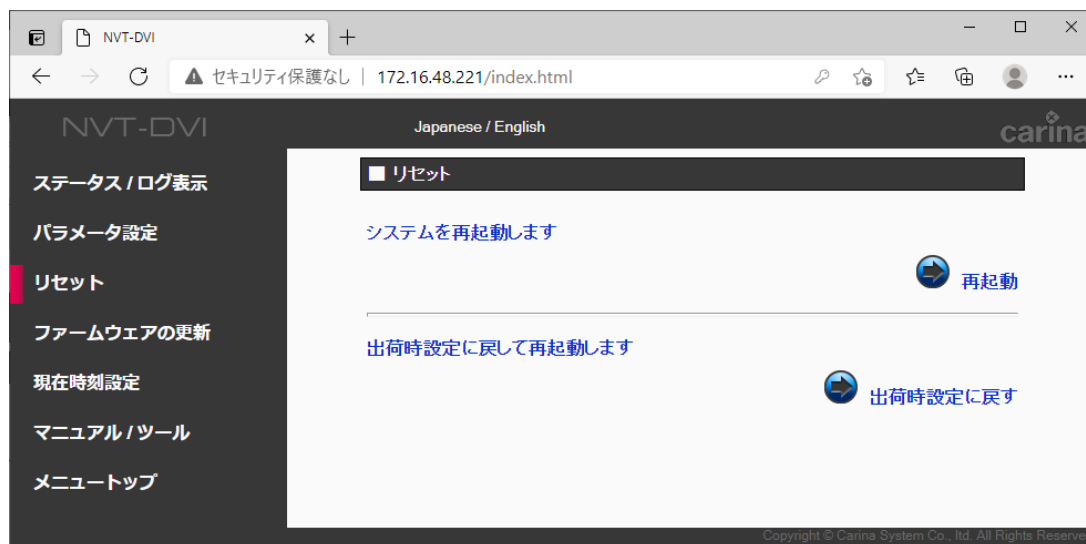 NVT-DVI
セキュリティ保護なし | 172.16.48.221/index.html
NVT-DVI
Japanese / English
carina
ステータス / ログ表示
パラメータ設定
リセット
ファームウェアの更新
現在時刻設定
マニュアル / ツール
メニュートップ
■ リセット
システムを再起動します
再起動
出荷時設定に戻して再起動します
出荷時設定に戻す
Copyright © Carina System Co., ltd. All Rights Reserve